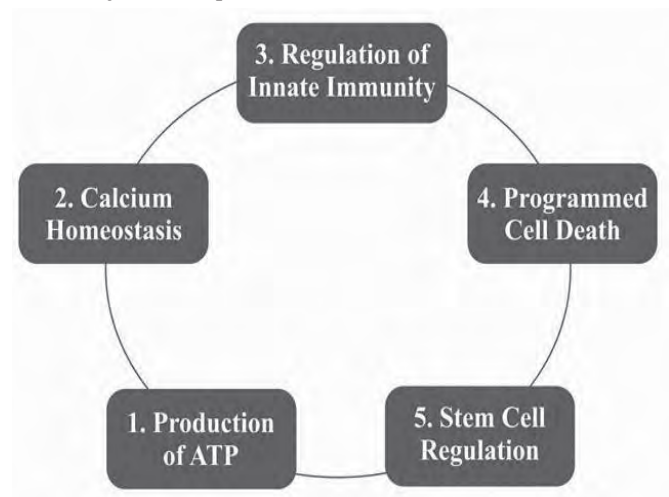 3. Regulation of
Innate Immunity
2. Calcium
Homeostasis
4. Programmed
Cell Death
1. Production
of ATP
5. Stem Cell
Regulation